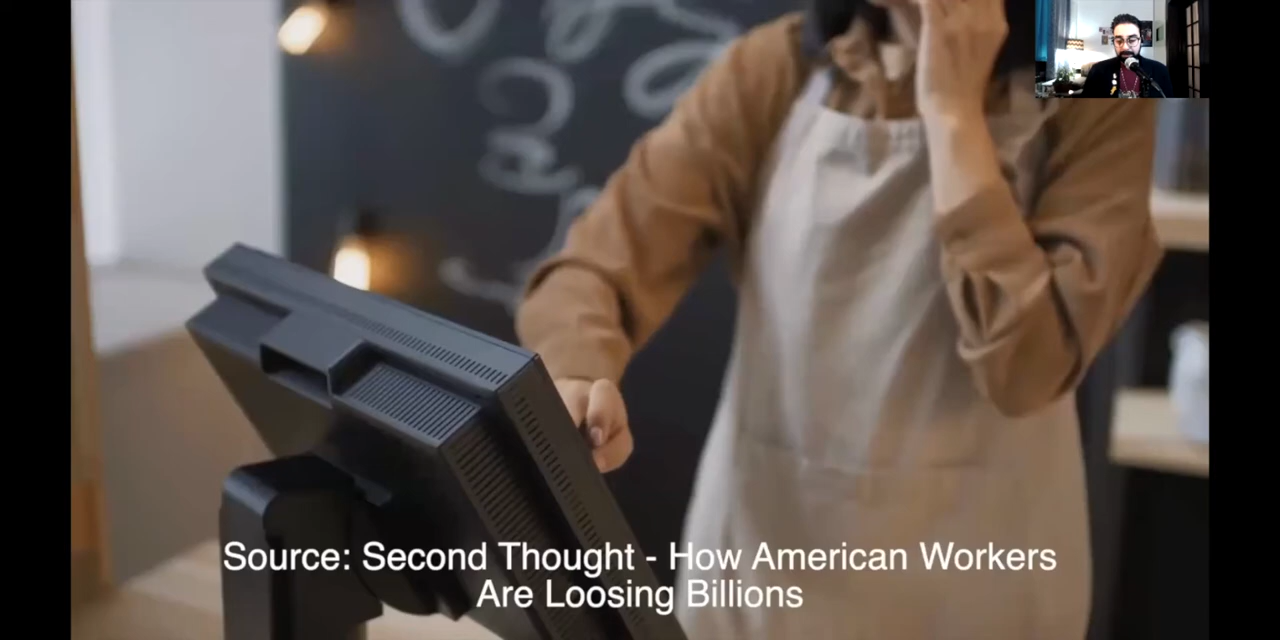 Source: Second Thought - How American Workers
Are Loosing Billions